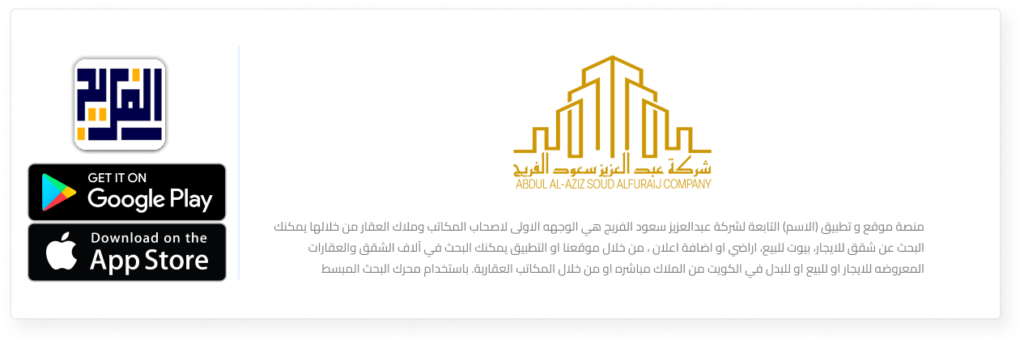 الفريج
GET IT ON
Google Play
Download on the
App Store
شركة عبد العزيز سعود الفريج
ABDUL AL-AZIZ SOUD ALFURAIJ COMPANY
منصة موقع و تطبيق (الاسم) التابعة لشركة عبدالعزيز سعود الفريج هي الوجهه الاولى لاصحاب المكاتب وملاك العقار من خلالها يمكنك
البحث عن شقق للايجار، بيوت للبيع، اراضي او اضافة اعلان ، من خلال موقعنا او التطبيق يمكنك البحث في آلاف الشقق والعقارات
المعروضه للايجار او للبيع او للبدل في الكويت من الملاك مباشره او من خلال المكاتب العقارية. باستخدام محرك البحث المبسط